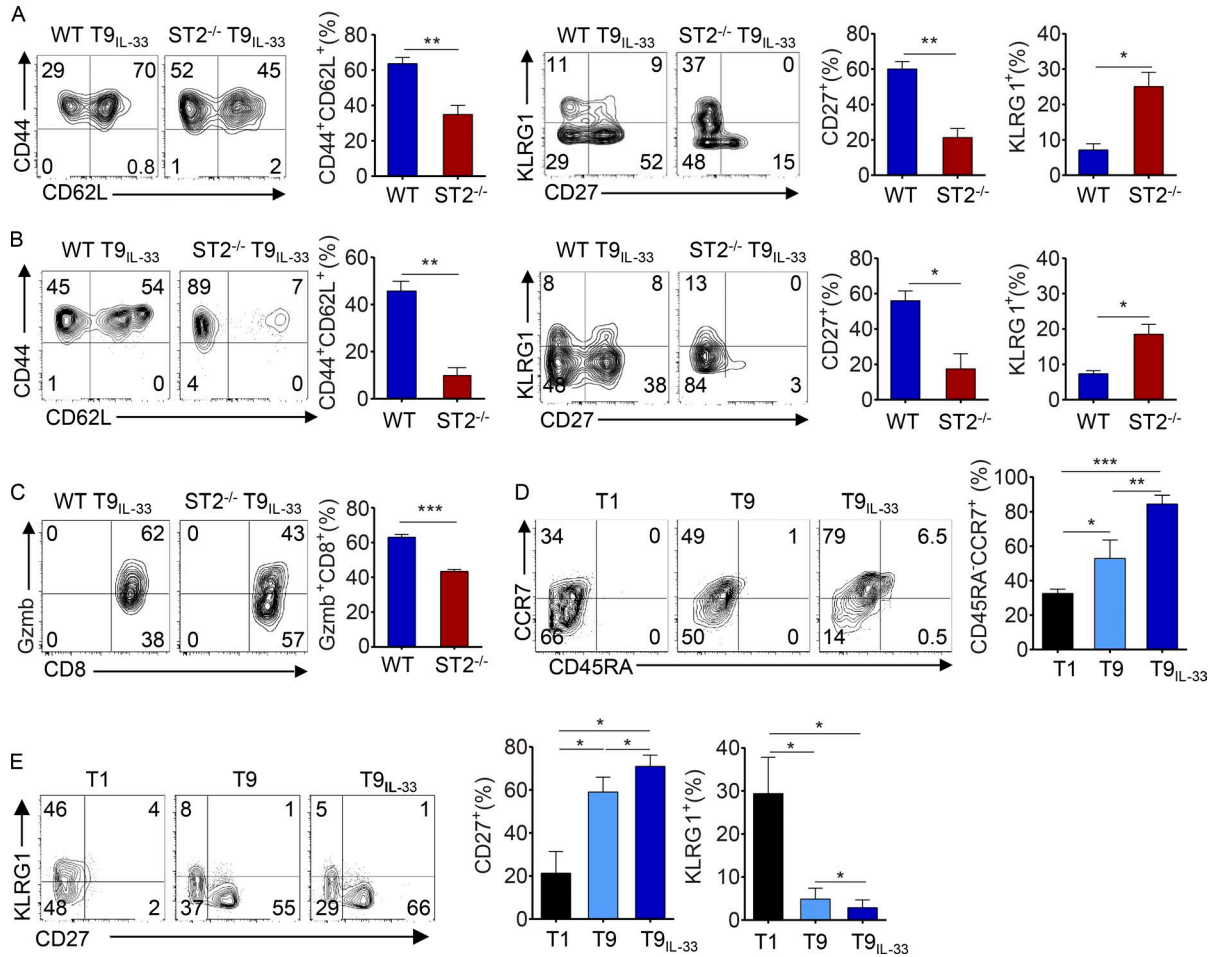 A
WT T9IL-33
ST2-/- T9IL-33
29 70
0 0.8
52 45
1 2
CD44
CD62L
CD44+CD62L+(%)
80
60
40
20
0
**
WT ST2-/-
WT T9IL-33
ST2-/- T9IL-33
11 9
29 52
37 0
48 15
KLRG1
CD27
CD27+(%)
80
60
40
20
0
**
WT ST2-/-
KLRG1+(%)
40
30
20
10
0
*
WT ST2-/-
B
WT T9IL-33
ST2-/- T9IL-33
45 54
1 0
89 7
4 0
CD44
CD62L
CD44+CD62L+(%)
60
40
20
0
**
WT ST2-/-
WT T9IL-33
ST2-/- T9IL-33
8 8
48 38
13 0
84 3
KLRG1
CD27
CD27+(%)
80
60
40
20
0
*
WT ST2-/-
KLRG1+(%)
40
30
20
10
0
*
WT ST2-/-
C
WT T9IL-33
ST2-/- T9IL-33
0 62
0 38
0 43
0 57
Gzmb
CD8
Gzmb+CD8+(%)
80
60
40
20
0
***
WT ST2-/-
D
T1 T9 T9IL-33
34 0
66 0
49 1
50 0
79 6.5
14 0.5
CCR7
CD45RA
CD45RA-CCR7+ (%)
100
80
60
40
20
0
***
**
*
T1 T9 T9IL-33
E
T1 T9 T9IL-33
46 4
48 2
8 1
37 55
5 1
29 66
KLRG1
CD27
CD27+(%)
80
60
40
20
0
*
* *
T1 T9 T9IL-33
KLRG1+(%)
40
30
20
10
0
*
*
*
T1 T9 T9IL-33